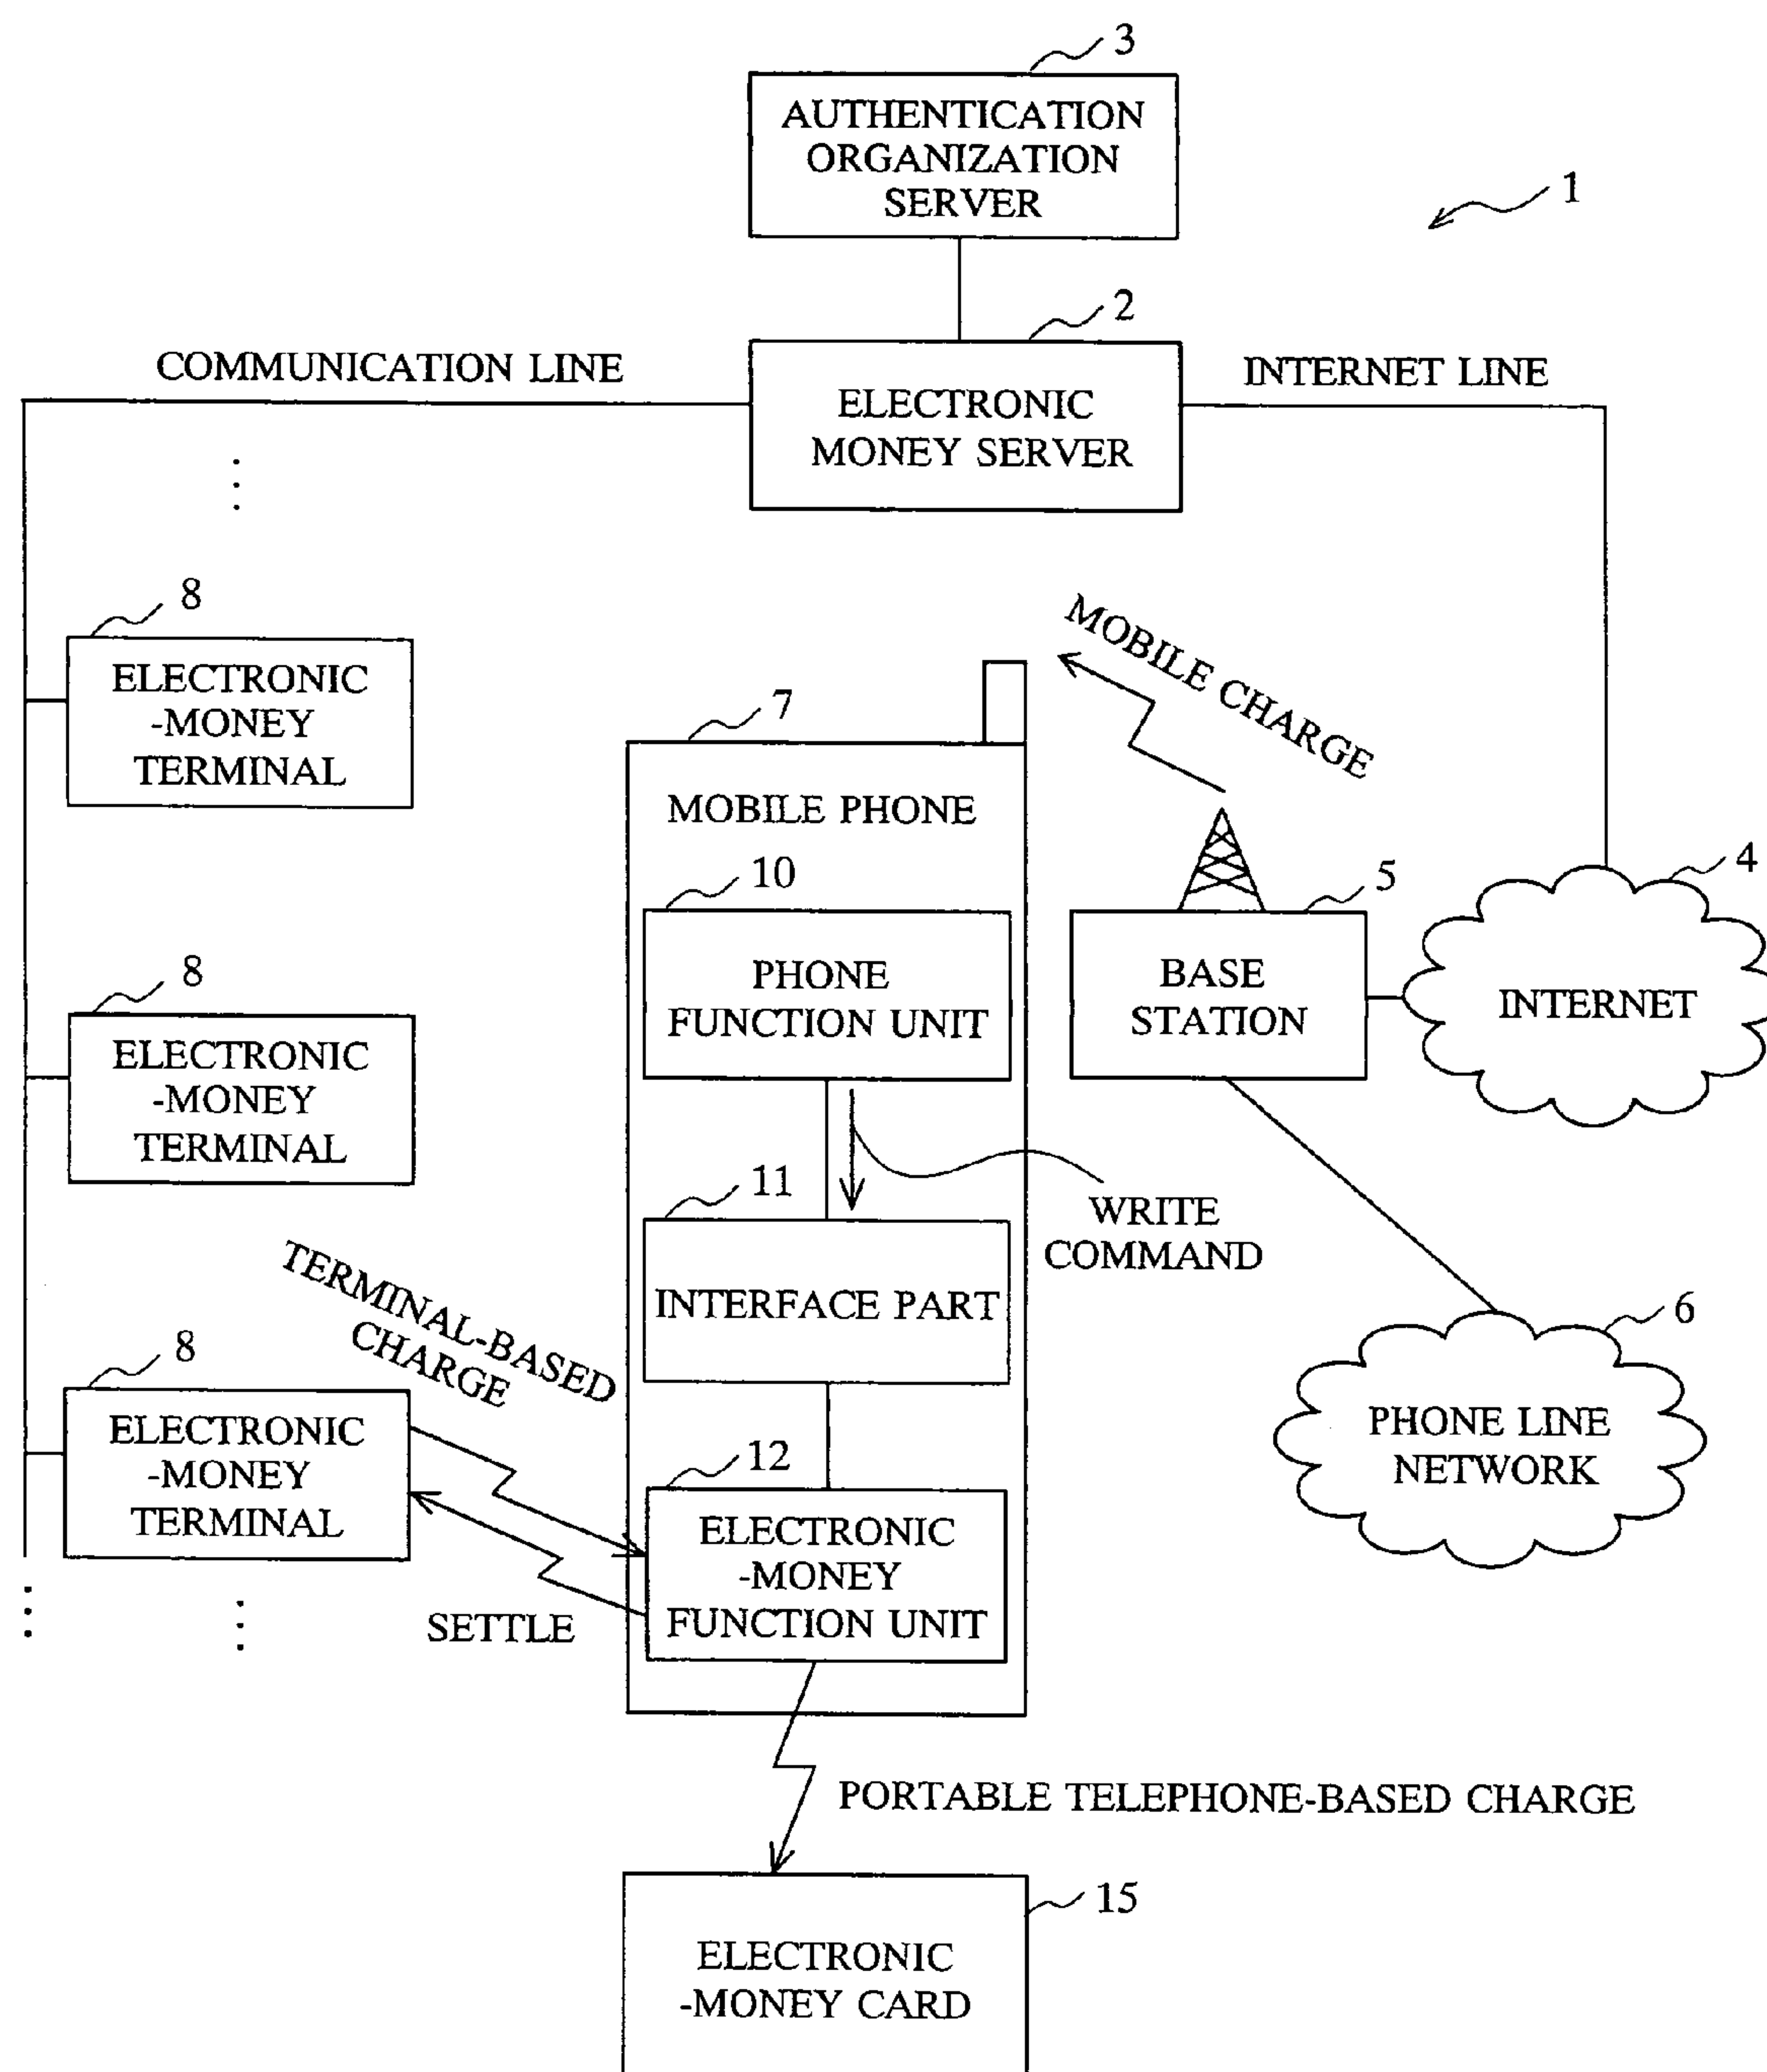 3
AUTHENTICATION
ORGANIZATION
SERVER
1
2
COMMUNICATION LINE
INTERNET LINE
ELECTRONIC
MONEY SERVER
8
ELECTRONIC
-MONEY
TERMINAL
MOBILE CHARGE
7
MOBILE PHONE
10
PHONE
FUNCTION UNIT
5
BASE
STATION
4
INTERNET
8
ELECTRONIC
-MONEY
TERMINAL
11
WRITE
COMMAND
INTERFACE PART
TERMINAL-BASED
CHARGE
6
PHONE LINE
NETWORK
8
ELECTRONIC
-MONEY
TERMINAL
12
ELECTRONIC
-MONEY
FUNCTION UNIT
SETTLE
PORTABLE TELEPHONE-BASED CHARGE
15
ELECTRONIC
-MONEY CARD